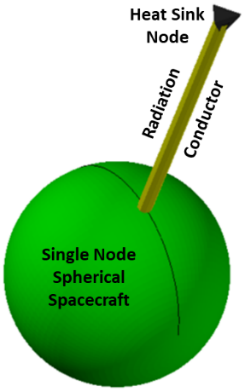 Heat Sink
Node
Radiation
Conductor
Single Node
Spherical
Spacecraft